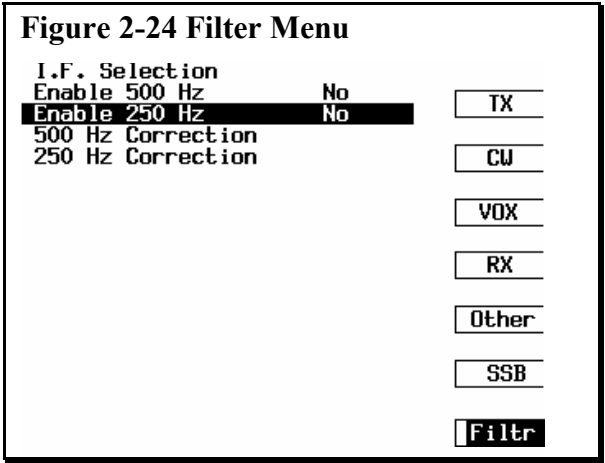 Figure 2-24 Filter Menu
I.F. Selection
Enable 500 Hz No
Enable 250 Hz No
500 Hz Correction
250 Hz Correction
TX
CW
VOX
RX
Other
SSB
Filtr